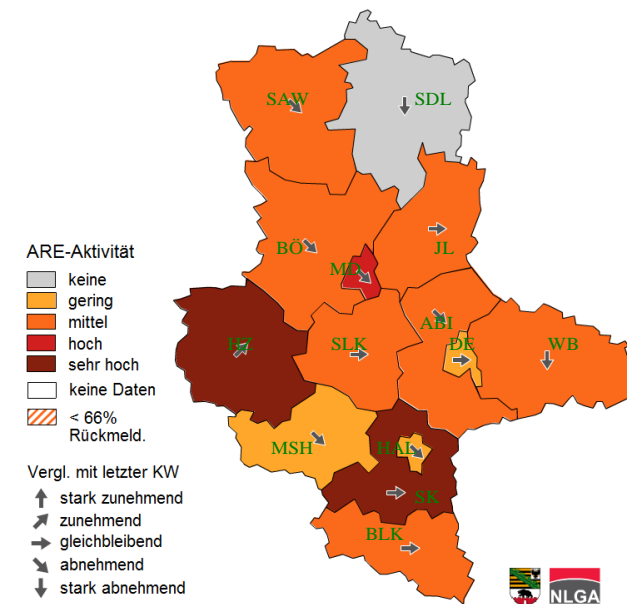 SAW
SDL
BÖ
JL
MD
ARE-Aktivität
keine
gering
mittel
hoch
sehr hoch
keine Daten
< 66%
Rückmeld.
HZ
SLK
ABI
DE
WB
MSH
HAL
SK
BLK
Vergl. mit letzter KW
stark zunehmend
zunehmend
gleichbleibend
abnehmend
stark abnehmend
NLGA